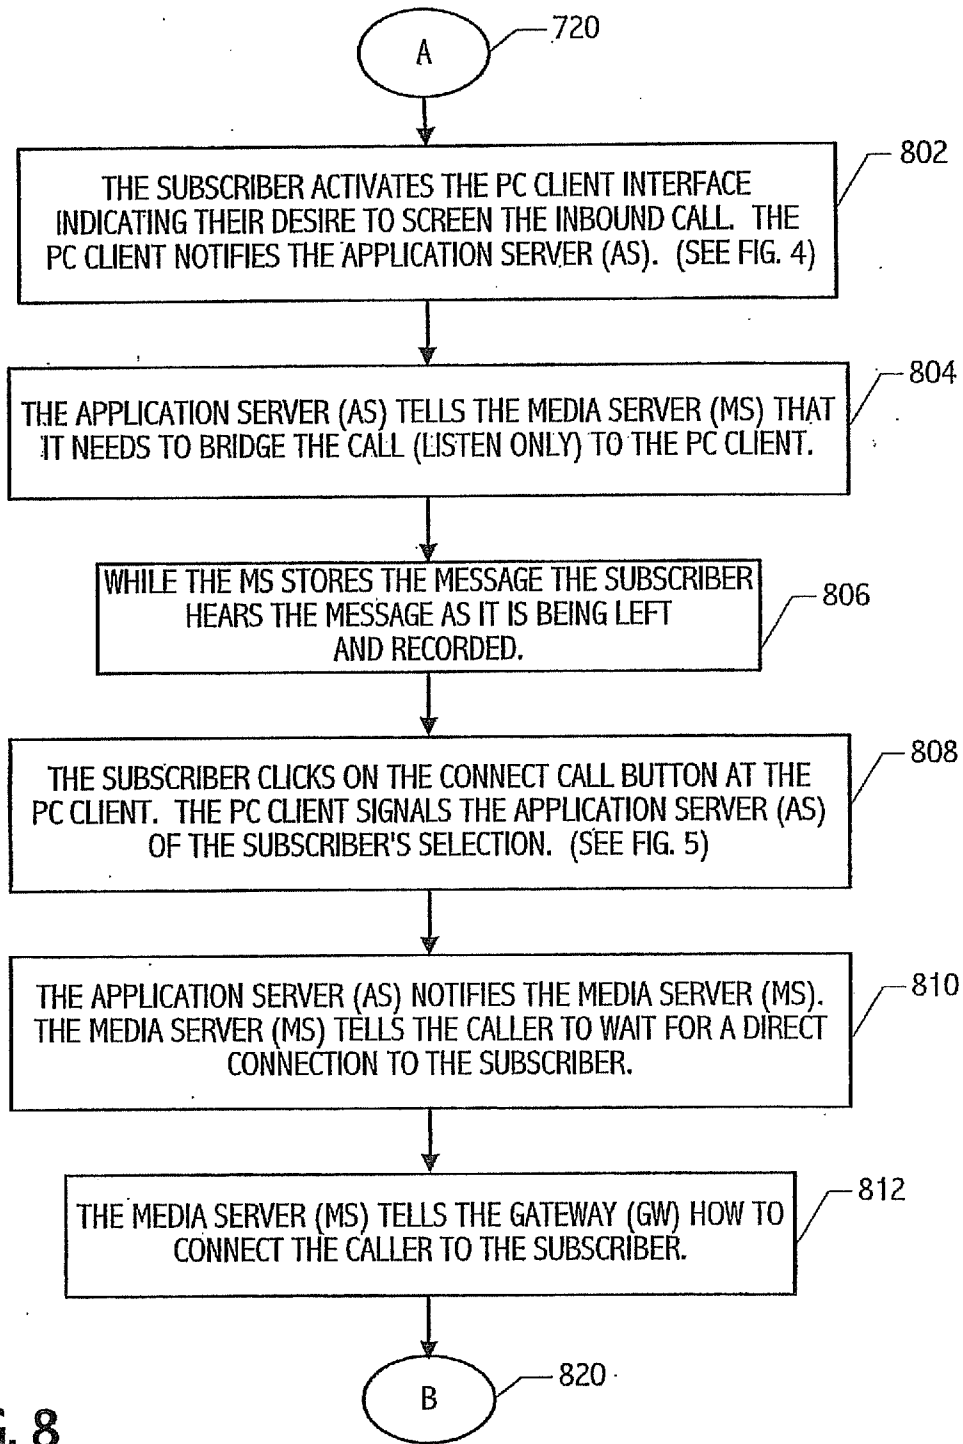 A
720
802
THE SUBSCRIBER ACTIVATES THE PC CLIENT INTERFACE
INDICATING THEIR DESIRE TO SCREEN THE INBOUND CALL. THE
PC CLIENT NOTIFIES THE APPLICATION SERVER (AS). (SEE FIG. 4)
804
THE APPLICATION SERVER (AS) TELLS THE MEDIA SERVER (MS) THAT
IT NEEDS TO BRIDGE THE CALL (LISTEN ONLY) TO THE PC CLIENT.
WHILE THE MS STORES THE MESSAGE THE SUBSCRIBER
HEARS THE MESSAGE AS IT IS BEING LEFT
AND RECORDED.
806
808
THE SUBSCRIBER CLICKS ON THE CONNECT CALL BUTTON AT THE
PC CLIENT. THE PC CLIENT SIGNALS THE APPLICATION SERVER (AS)
OF THE SUBSCRIBER'S SELECTION. (SEE FIG. 5)
810
THE APPLICATION SERVER (AS) NOTIFIES THE MEDIA SERVER (MS).
THE MEDIA SERVER (MS) TELLS THE CALLER TO WAIT FOR A DIRECT
CONNECTION TO THE SUBSCRIBER.
812
THE MEDIA SERVER (MS) TELLS THE GATEWAY (GW) HOW TO
CONNECT THE CALLER TO THE SUBSCRIBER.
B
820
G. 8